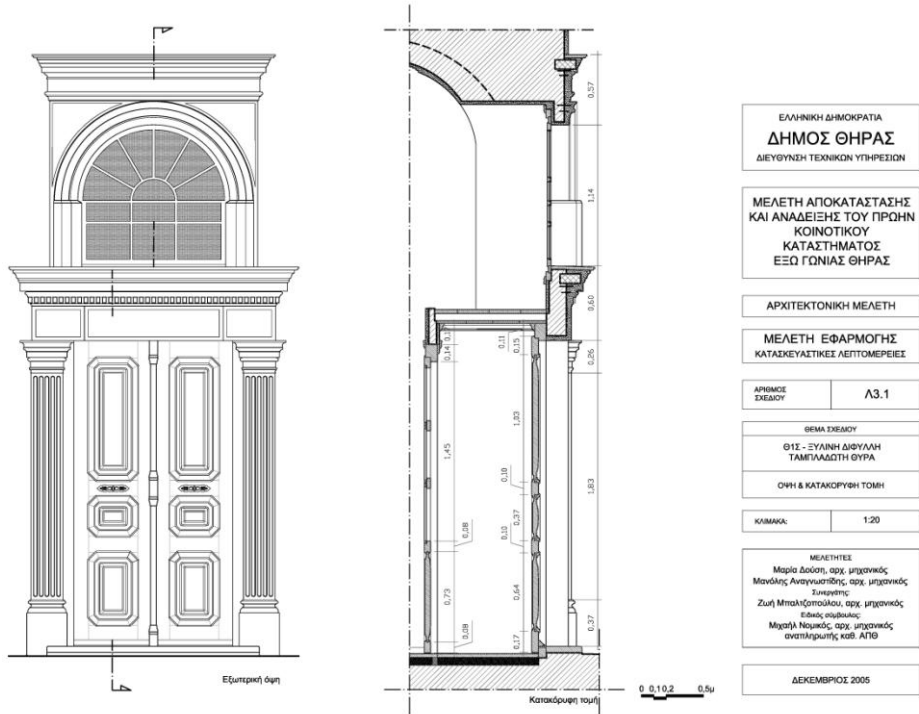 Εξωτερική όψη
0,57
1,14
0,60
0,26
1,83
0,37
0,14
1,45
0,08
0,73
0,08
0,11
0,15
1,03
0,10
0,37
0,10
0,64
0,17
Κατακόρυφη τομή
0 0,1 0,2 0,5μ
ΕΛΛΗΝΙΚΗ ΔΗΜΟΚΡΑΤΙΑ
ΔΗΜΟΣ ΘΗΡΑΣ
ΔΙΕΥΘΥΝΣΗ ΤΕΧΝΙΚΩΝ ΥΠΗΡΕΣΙΩΝ
ΜΕΛΕΤΗ ΑΠΟΚΑΤΑΣΤΑΣΗΣ
ΚΑΙ ΑΝΑΔΕΙΞΗΣ ΤΟΥ ΠΡΩΗΝ
ΚΟΙΝΟΤΙΚΟΥ
ΚΑΤΑΣΤΗΜΑΤΟΣ
ΕΞΩ ΓΩΝΙΑΣ ΘΗΡΑΣ
ΑΡΧΙΤΕΚΤΟΝΙΚΗ ΜΕΛΕΤΗ
ΜΕΛΕΤΗ ΕΦΑΡΜΟΓΗΣ
ΚΑΤΑΣΚΕΥΑΣΤΙΚΕΣ ΛΕΠΤΟΜΕΡΕΙΕΣ
ΑΡΙΘΜΟΣ
ΣΧΕΔΙΟΥ
Λ3.1
ΘΕΜΑ ΣΧΕΔΙΟΥ
Θ1Σ - ΞΥΛΙΝΗ ΔΙΦΥΛΛΗ
ΤΑΜΠΛΑΔΩΤΗ ΘΥΡΑ
ΟΨΗ & ΚΑΤΑΚΟΡΥΦΗ ΤΟΜΗ
ΚΛΙΜΑΚΑ:
1:20
ΜΕΛΕΤΗΤΕΣ
Μαρία Δούση, αρχ. μηχανικός
Μανόλης Αναγνωστίδης, αρχ. μηχανικός
Συνεργάτης:
Ζωή Μπαλτζοπούλου, αρχ. μηχανικός
Ειδικός σύμβουλος:
Μιχαήλ Νομικός, αρχ. μηχανικός
αναπληρωτής καθ. ΑΠΘ
ΔΕΚΕΜΒΡΙΟΣ 2005